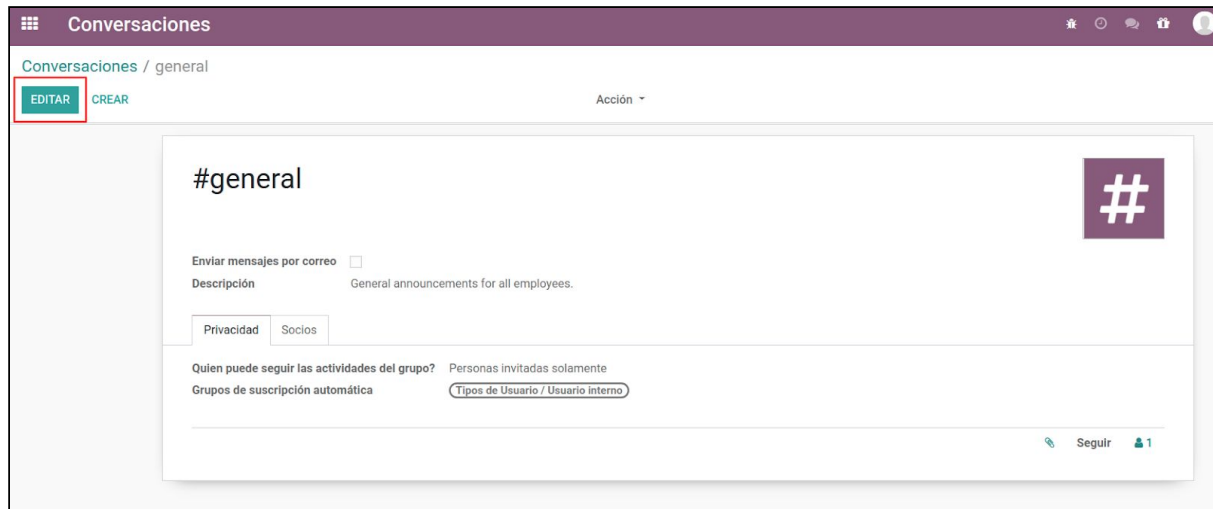 Conversaciones
Conversaciones / general
EDITAR CREAR Acción
#general
#
Enviar mensajes por correo
Descripción General announcements for all employees.
Privacidad Socios
Quien puede seguir las actividades del grupo? Personas invitadas solamente
Grupos de suscripción automática Tipos de Usuario / Usuario interno
Seguir 1